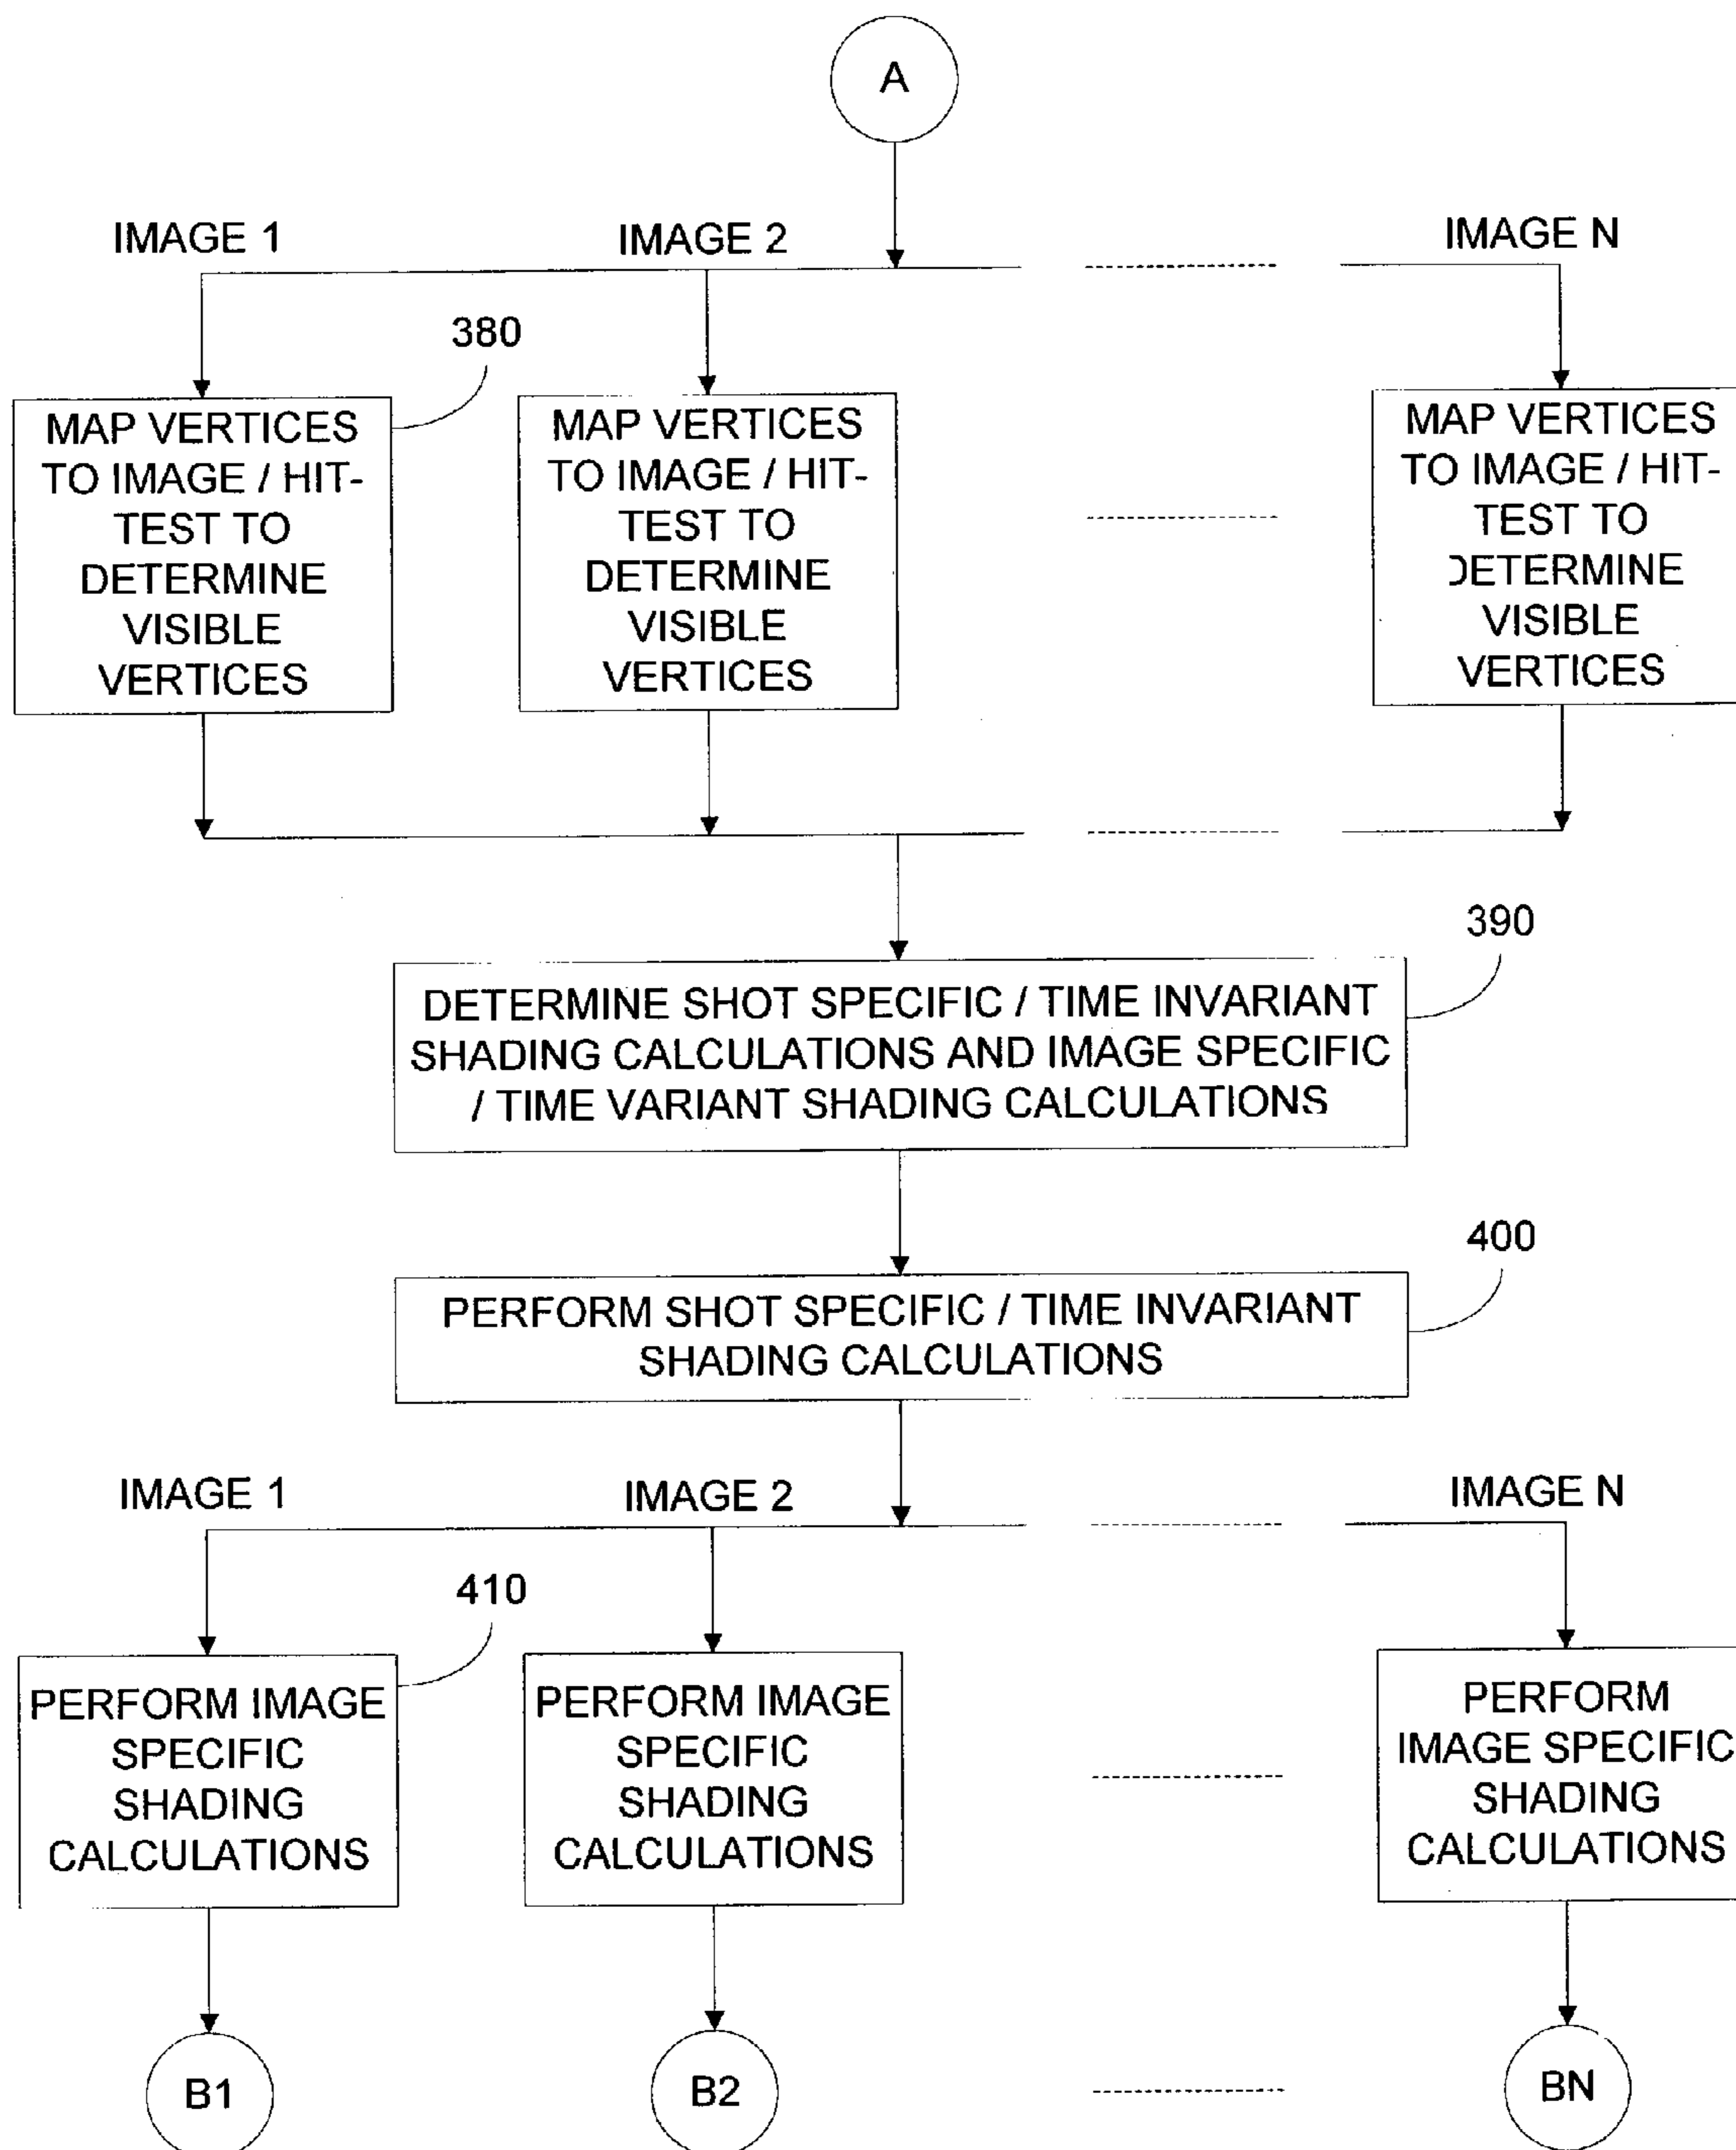 A
IMAGE 1
IMAGE 2
IMAGE N
380
MAP VERTICES
TO IMAGE / HIT-
TEST TO
DETERMINE
VISIBLE
VERTICES
MAP VERTICES
TO IMAGE / HIT-
TEST TO
DETERMINE
VISIBLE
VERTICES
MAP VERTICES
TO IMAGE / HIT-
TEST TO
DETERMINE
VISIBLE
VERTICES
390
DETERMINE SHOT SPECIFIC / TIME INVARIANT
SHADING CALCULATIONS AND IMAGE SPECIFIC
/ TIME VARIANT SHADING CALCULATIONS
400
PERFORM SHOT SPECIFIC / TIME INVARIANT
SHADING CALCULATIONS
IMAGE 1
IMAGE 2
IMAGE N
410
PERFORM IMAGE
SPECIFIC
SHADING
CALCULATIONS
PERFORM IMAGE
SPECIFIC
SHADING
CALCULATIONS
PERFORM
IMAGE SPECIFIC
SHADING
CALCULATIONS
B1
B2
BN